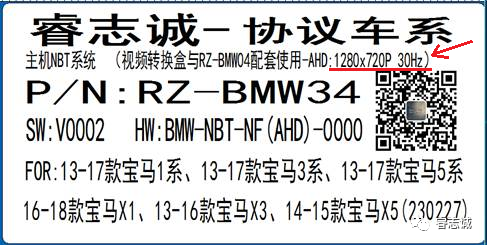 睿志诚-协议车系
主机NBT系统 (视频转换盒与RZ-BMW04配套使用-AHD:1280x720P 30Hz)
P/N:RZ-BMW34
SW:V0002 HW:BMW-NBT-NF(AHD)-0000
FOR:13-17款宝马1系、13-17款宝马3系、13-17款宝马5系
16-18款宝马X1、13-16款宝马X3、14-15款宝马X5(230227)
睿志诚